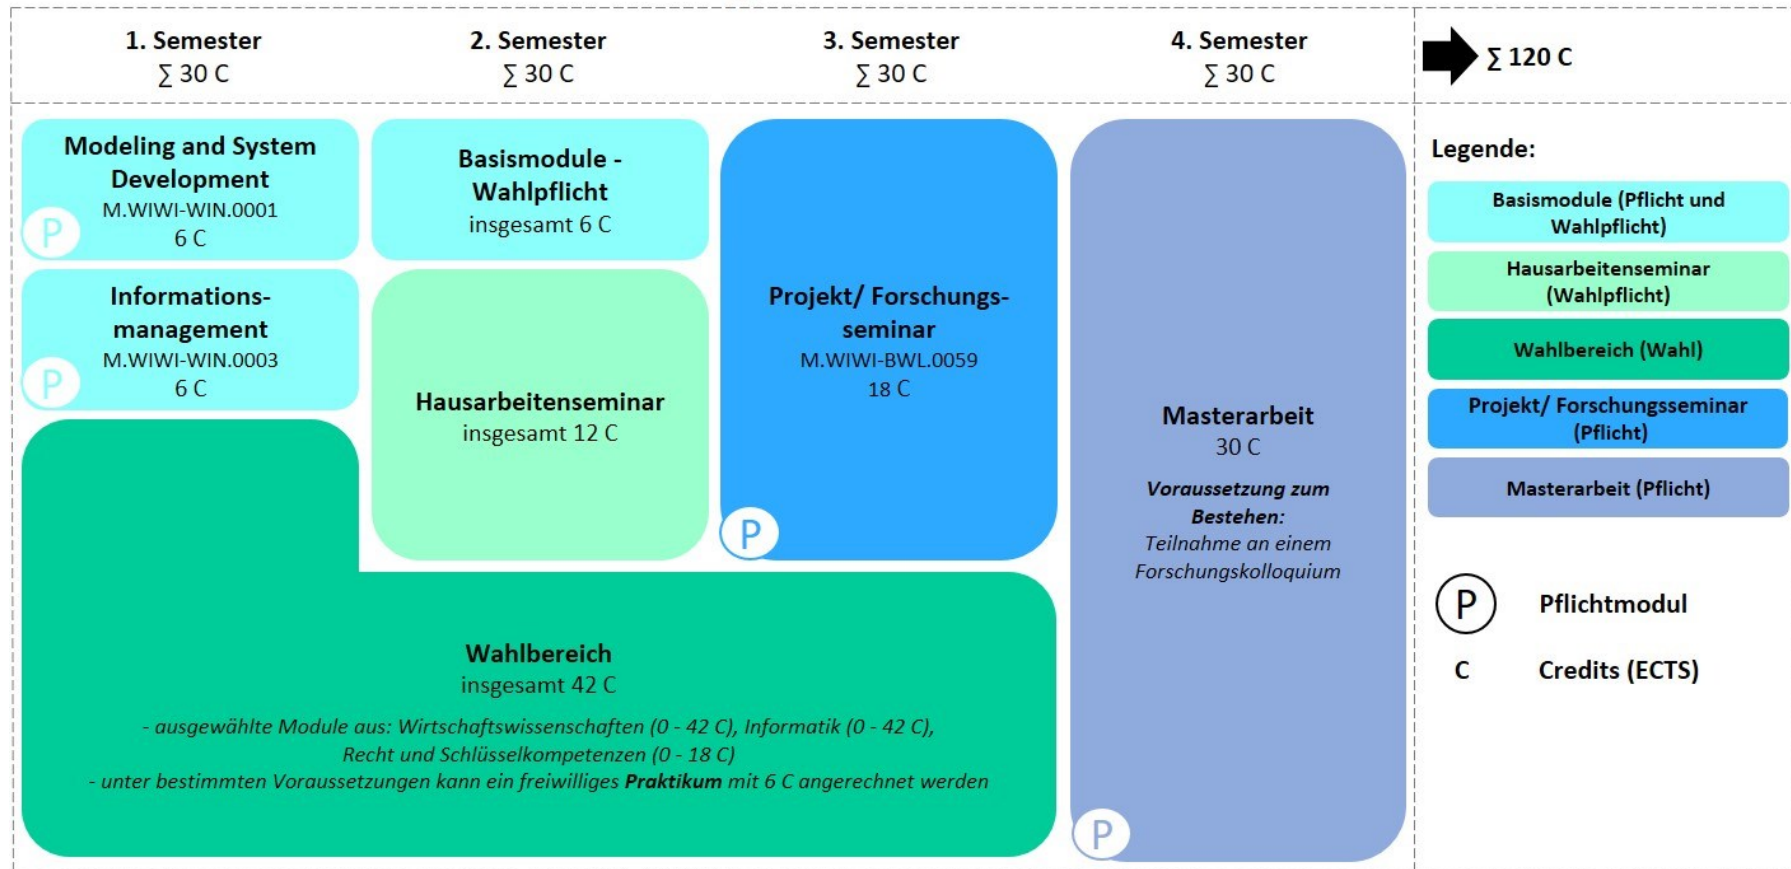 1. Semester
∑ 30 C
2. Semester
∑ 30 C
3. Semester
∑ 30 C
4. Semester
∑ 30 C
∑ 120 C
Modeling and System
Development
M.WIWI-WIN.0001
6 C
P
Informations-
management
M.WIWI-WIN.0003
6 C
P
Basismodule -
Wahlpflicht
insgesamt 6 C
Hausarbeitenseminar
insgesamt 12 C
Projekt/ Forschungs-
seminar
M.WIWI-BWL.0059
18 C
P
Wahlbereich
insgesamt 42 C
- ausgewählte Module aus: Wirtschaftswissenschaften (0 - 42 C), Informatik (0 - 42 C),
Recht und Schlüsselkompetenzen (0 - 18 C)
- unter bestimmten Voraussetzungen kann ein freiwilliges Praktikum mit 6 C angerechnet werden
Masterarbeit
30 C
Voraussetzung zum
Bestehen:
Teilnahme an einem
Forschungskolloquium
P
Legende:
Basismodule (Pflicht und
Wahlpflicht)
Hausarbeitenseminar
(Wahlpflicht)
Wahlbereich (Wahl)
Projekt/ Forschungsseminar
(Pflicht)
Masterarbeit (Pflicht)
P Pflichtmodul
C Credits (ECTS)